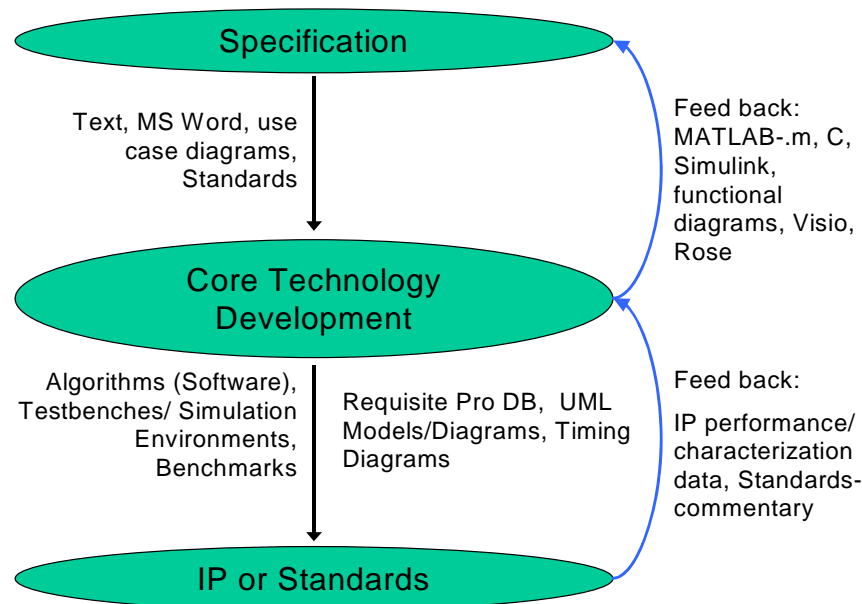 Specification
Text, MS Word, use
case diagrams,
Standards
Feed back:
MATLAB-.m, C,
Simulink,
functional
diagrams, Visio,
Rose
Core Technology
Development
Algorithms (Software),
Testbenches/ Simulation
Environments,
Benchmarks
Requisite Pro DB,  UML
Models/Diagrams, Timing
Diagrams
Feed back:
IP performance/
characterization
data, Standards-
commentary
IP or Standards